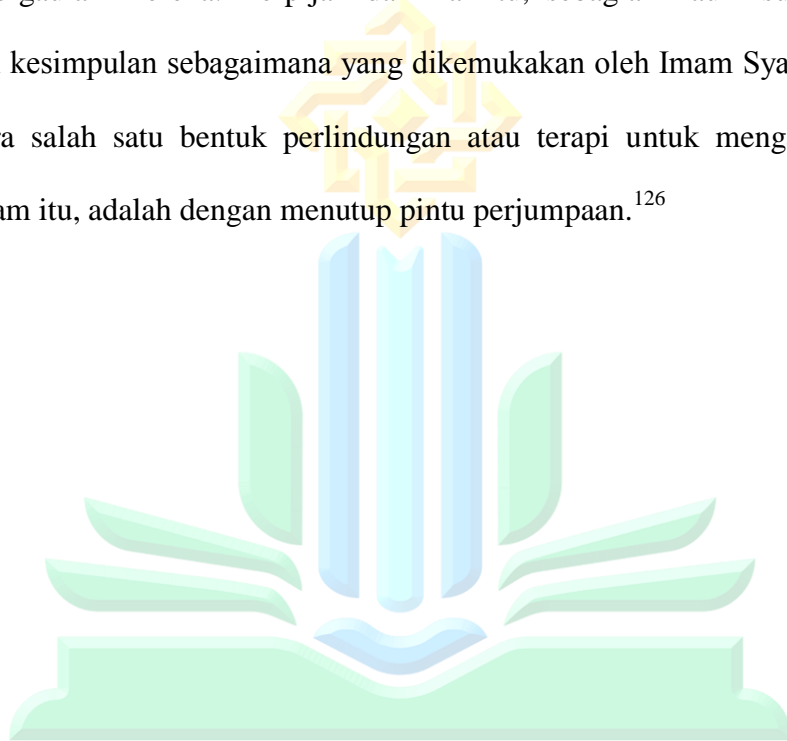 kesimpulan sebagaimana yang dikemukakan oleh Imam Sya
salah satu bentuk perlindungan atau terapi untuk meng
am itu, adalah dengan menutup pintu perjumpaan.126